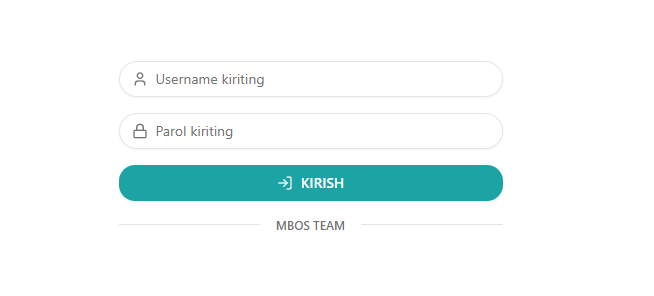 Username kiriting
Parol kiriting
KIRISH
MBOS TEAM